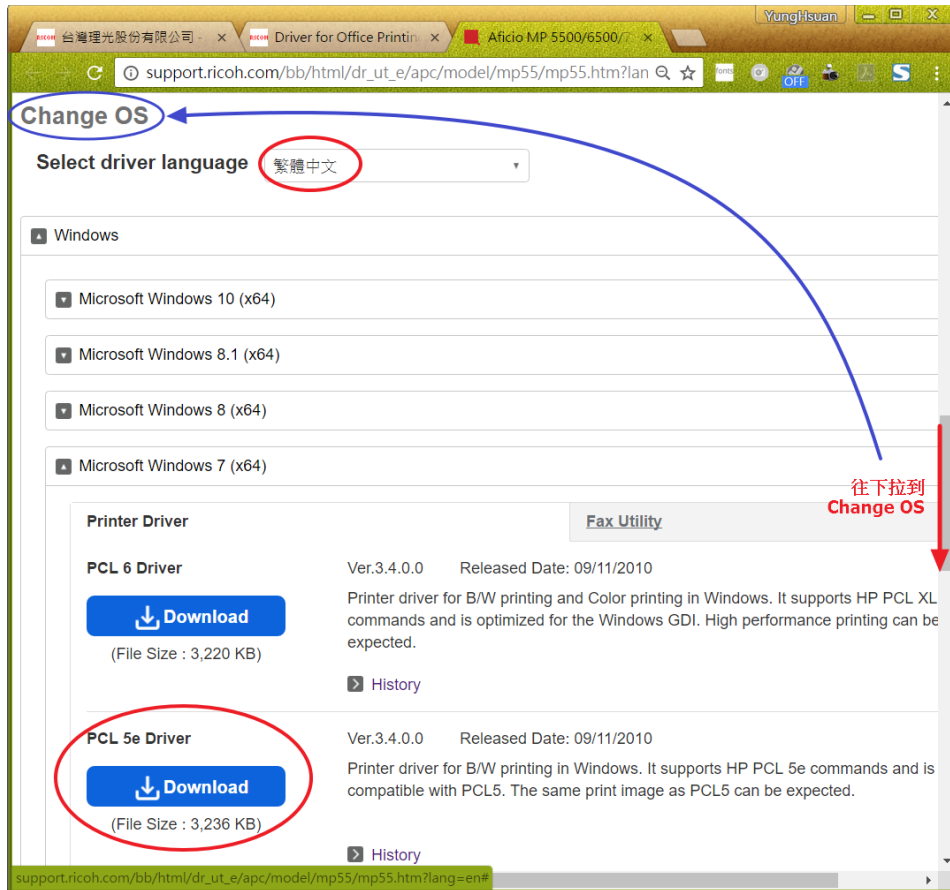 YungHsuan
RICOH 台灣理光股份有限公司 -
RICOH Driver for Office Printin
Aficio MP 5500/6500/7
support.ricoh.com/bb/html/dr_ut_e/apc/model/mp55/mp55.htm?lan
fonts
OFF
S
Change OS
Select driver language 繁體中文
Windows
Microsoft Windows 10 (x64)
Microsoft Windows 8.1 (x64)
Microsoft Windows 8 (x64)
Microsoft Windows 7 (x64)
往下拉到
Change OS
Printer Driver
Fax Utility
PCL 6 Driver
Ver.3.4.0.0 Released Date: 09/11/2010
Download
(File Size : 3,220 KB)
Printer driver for B/W printing and Color printing in Windows. It supports HP PCL XL
commands and is optimized for the Windows GDI. High performance printing can be
expected.
History
PCL 5e Driver
Ver.3.4.0.0 Released Date: 09/11/2010
Download
(File Size : 3,236 KB)
Printer driver for B/W printing in Windows. It supports HP PCL 5e commands and is
compatible with PCL5. The same print image as PCL5 can be expected.
History
support.ricoh.com/bb/html/dr_ut_e/apc/model/mp55/mp55.htm?lang=en#